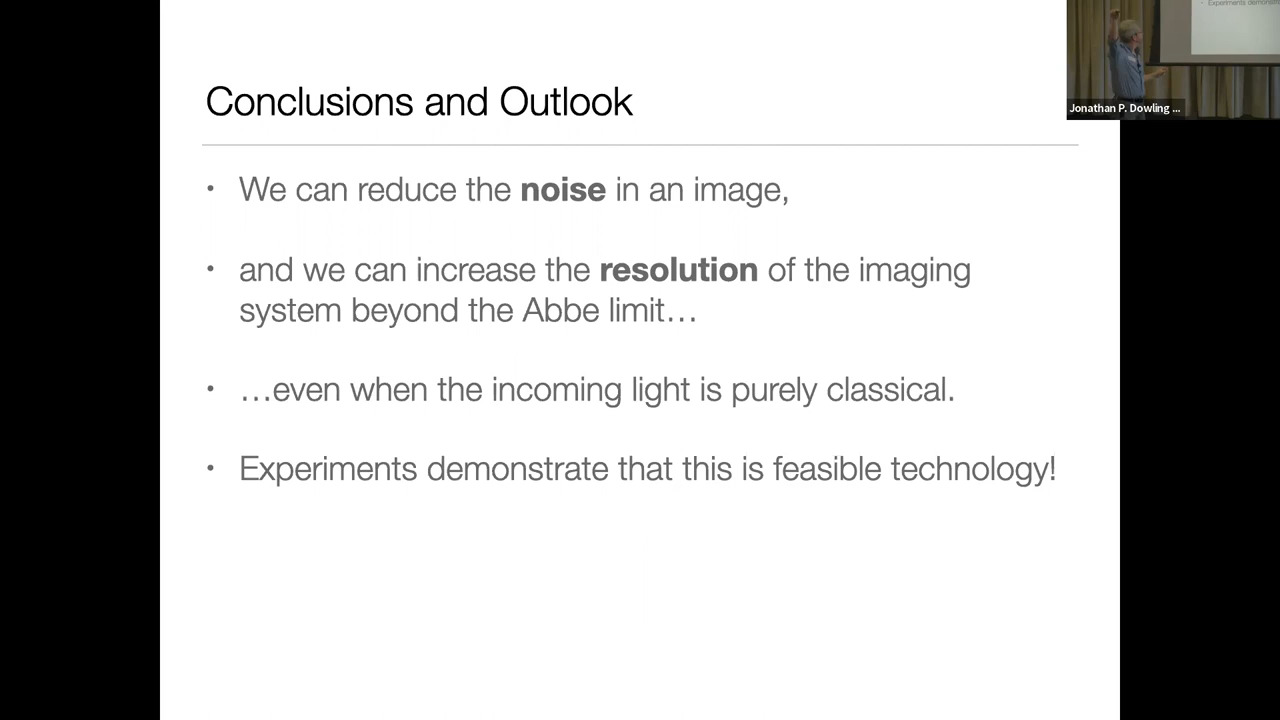 Experiments demonstrat
Jonathan P. Dowling ...
Conclusions and Outlook
• We can reduce the noise in an image,
• and we can increase the resolution of the imaging
system beyond the Abbe limit…
• …even when the incoming light is purely classical.
• Experiments demonstrate that this is feasible technology!